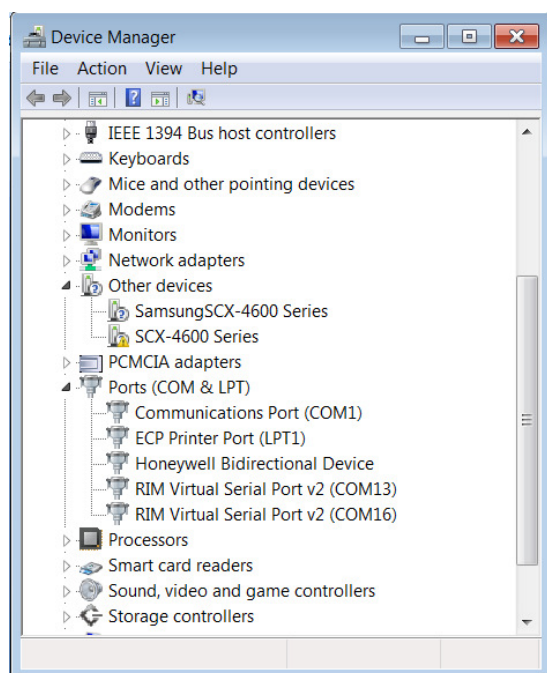 Device Manager
File Action View Help
IEEE 1394 Bus host controllers
Keyboards
Mice and other pointing devices
Modems
Monitors
Network adapters
Other devices
SamsungSCX-4600 Series
SCX-4600 Series
PCMCIA adapters
Ports (COM & LPT)
Communications Port (COM1)
ECP Printer Port (LPT1)
Honeywell Bidirectional Device
RIM Virtual Serial Port v2 (COM13)
RIM Virtual Serial Port v2 (COM16)
Processors
Smart card readers
Sound, video and game controllers
Storage controllers